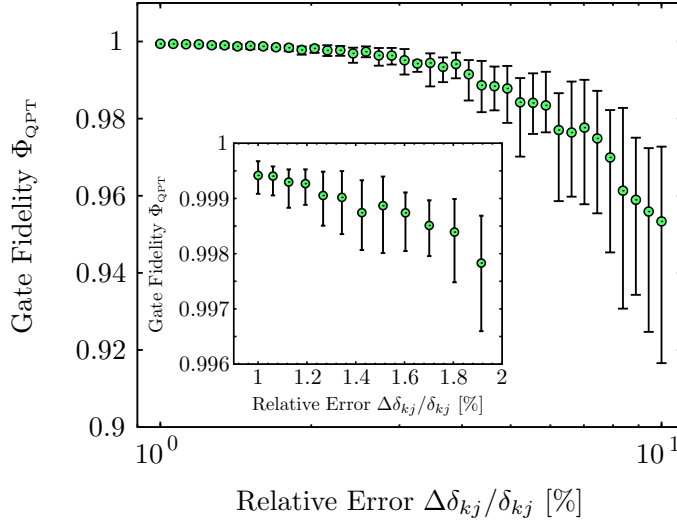 1
0.98
0.96
0.94
0.92
0.9
Gate Fidelity Φ_QPT
1
0.999
0.998
0.997
0.996
Gate Fidelity Φ_QPT
1 1.2 1.4 1.6 1.8 2
Relative Error Δδ_kj/δ_kj [%]
10^0 10^1
Relative Error Δδ_kj/δ_kj [%]